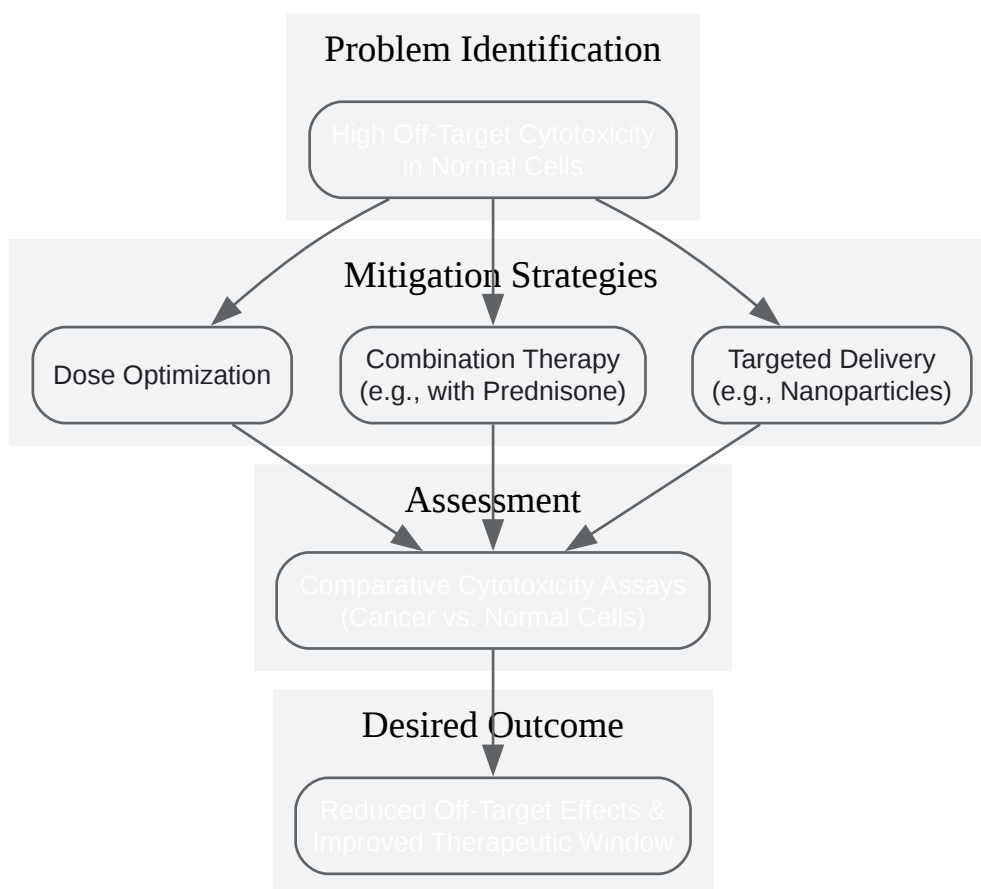 Problem Identification
High Off-Target Cytotoxicity
in Normal Cells
Mitigation Strategies
Dose Optimization
Combination Therapy
(e.g., with Prednisone)
Targeted Delivery
(e.g., Nanoparticles)
Assessment
Comparative Cytotoxicity Assays
(Cancer vs. Normal Cells)
Desired Outcome
Reduced Off-Target Effects &
Improved Therapeutic Window